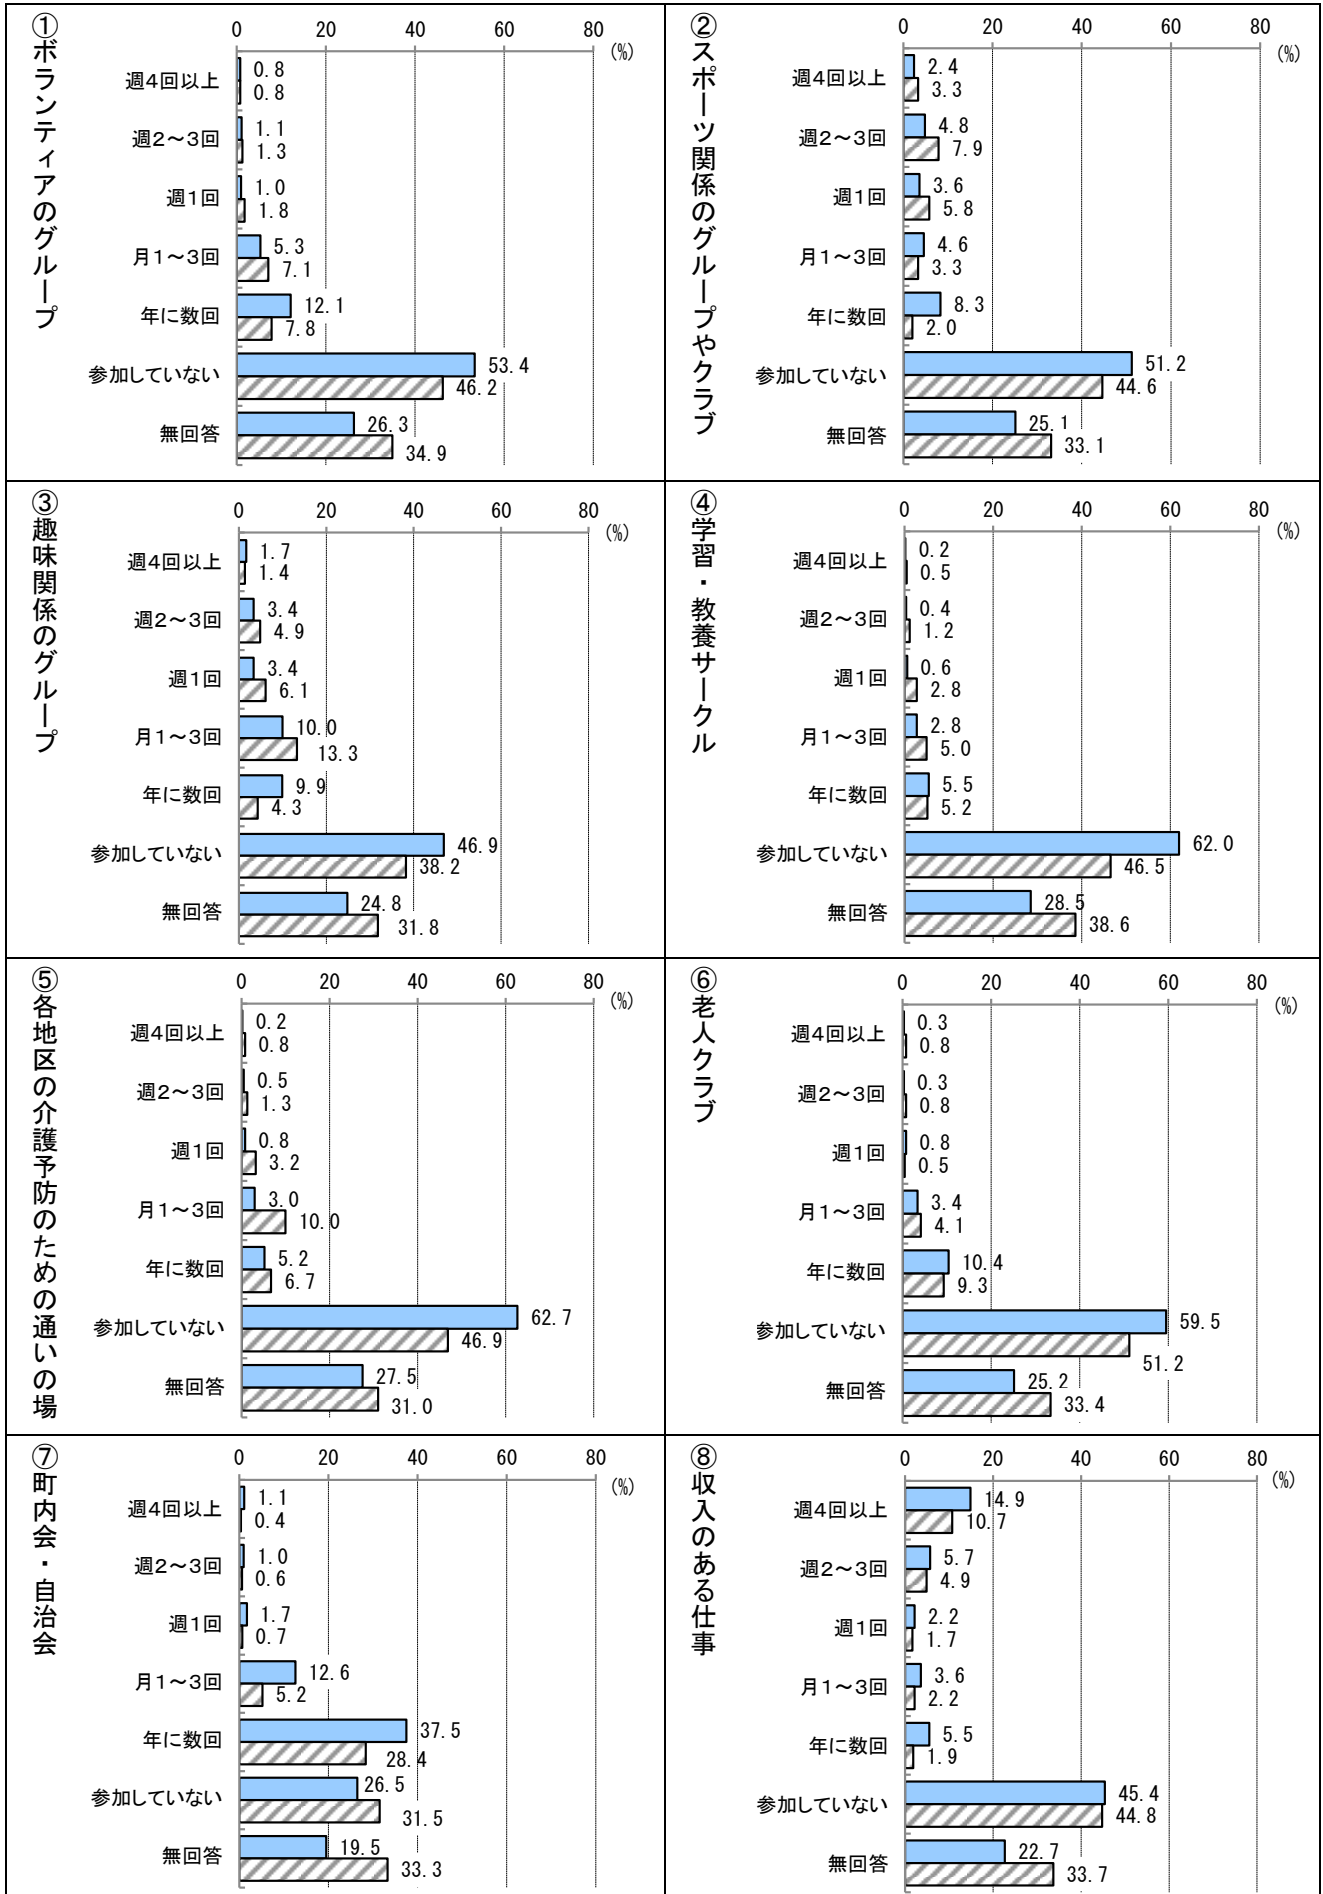 ①ボランティアのグループ
0 20 40 60 80
(%)
週4回以上 0.8
0.8
週2～3回 1.1
1.3
週1回 1.0
1.8
月1～3回 5.3
7.1
年に数回 12.1
7.8
参加していない 53.4
46.2
無回答 26.3
34.9
②スポーツ関係のグループやクラブ
0 20 40 60 80
(%)
週4回以上 2.4
3.3
週2～3回 4.8
7.9
週1回 3.6
5.8
月1～3回 4.6
3.3
年に数回 8.3
2.0
参加していない 51.2
44.6
無回答 25.1
33.1
③趣味関係のグループ
0 20 40 60 80
(%)
週4回以上 1.7
1.4
週2～3回 3.4
4.9
週1回 3.4
6.1
月1～3回 10.0
13.3
年に数回 9.9
4.3
参加していない 46.9
38.2
無回答 24.8
31.8
④学習・教養サークル
0 20 40 60 80
(%)
週4回以上 0.2
0.5
週2～3回 0.4
1.2
週1回 0.6
2.8
月1～3回 2.8
5.0
年に数回 5.5
5.2
参加していない 62.0
46.5
無回答 28.5
38.6
⑤各地区の介護予防のための通いの場
0 20 40 60 80
(%)
週4回以上 0.2
0.8
週2～3回 0.5
1.3
週1回 0.8
3.2
月1～3回 3.0
10.0
年に数回 5.2
6.7
参加していない 62.7
46.9
無回答 27.5
31.0
⑥老人クラブ
0 20 40 60 80
(%)
週4回以上 0.3
0.8
週2～3回 0.3
0.8
週1回 0.8
0.5
月1～3回 3.4
4.1
年に数回 10.4
9.3
参加していない 59.5
51.2
無回答 25.2
33.4
⑦町内会・自治会
0 20 40 60 80
(%)
週4回以上 1.1
0.4
週2～3回 1.0
0.6
週1回 1.7
0.7
月1～3回 12.6
5.2
年に数回 37.5
28.4
参加していない 26.5
31.5
無回答 19.5
33.3
⑧収入のある仕事
0 20 40 60 80
(%)
週4回以上 14.9
10.7
週2～3回 5.7
4.9
週1回 2.2
1.7
月1～3回 3.6
2.2
年に数回 5.5
1.9
参加していない 45.4
44.8
無回答 22.7
33.7